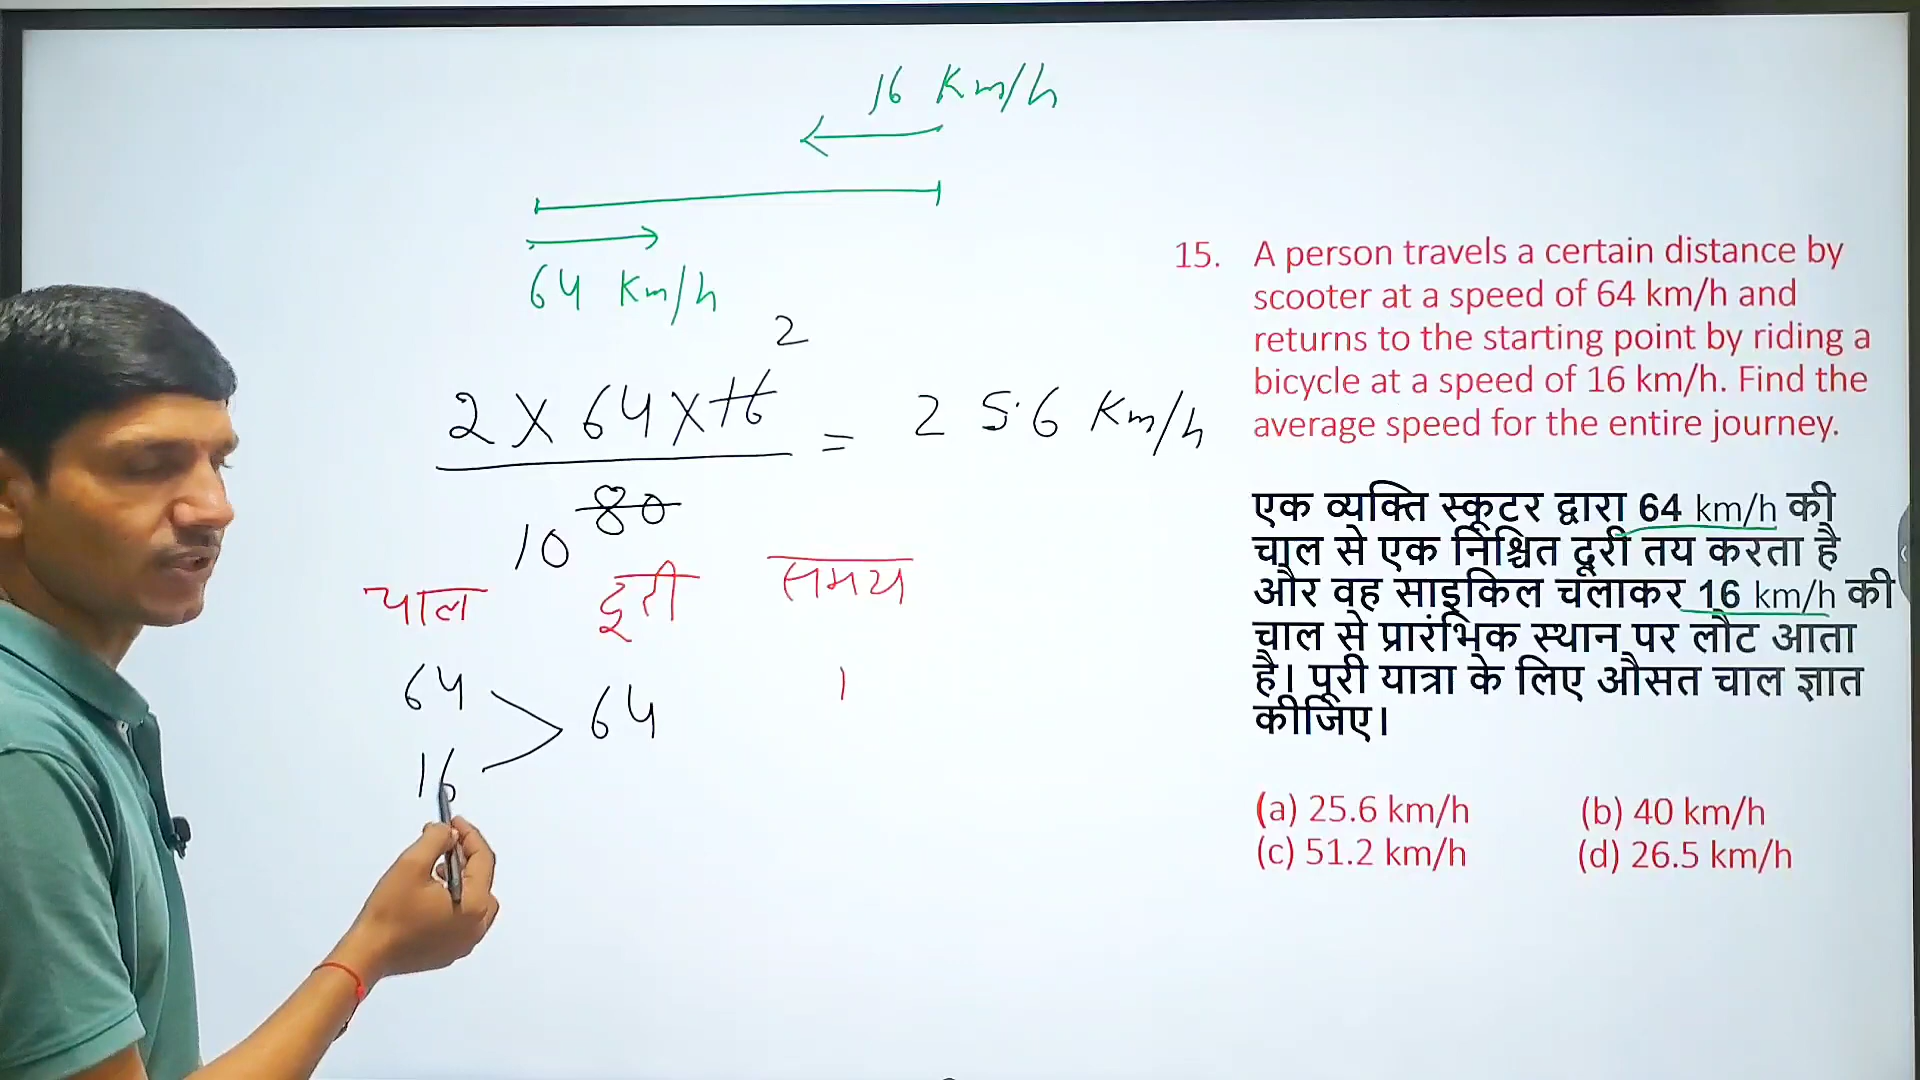 16 Km/h
64 Km/h
2
2 X 64 X 16 = 25.6 Km/h
10 80
चाल दूरी समय
64 64 1
16
15. A person travels a certain distance by
scooter at a speed of 64 km/h and
returns to the starting point by riding a
bicycle at a speed of 16 km/h. Find the
average speed for the entire journey.
एक व्यक्ति स्कूटर द्वारा 64 km/h की
चाल से एक निश्चित दूरी तय करता है
और वह साइकिल चलाकर 16 km/h की
चाल से प्रारंभिक स्थान पर लौट आता
है। पूरी यात्रा के लिए औसत चाल ज्ञात
कीजिए।
(a) 25.6 km/h (b) 40 km/h
(c) 51.2 km/h (d) 26.5 km/h